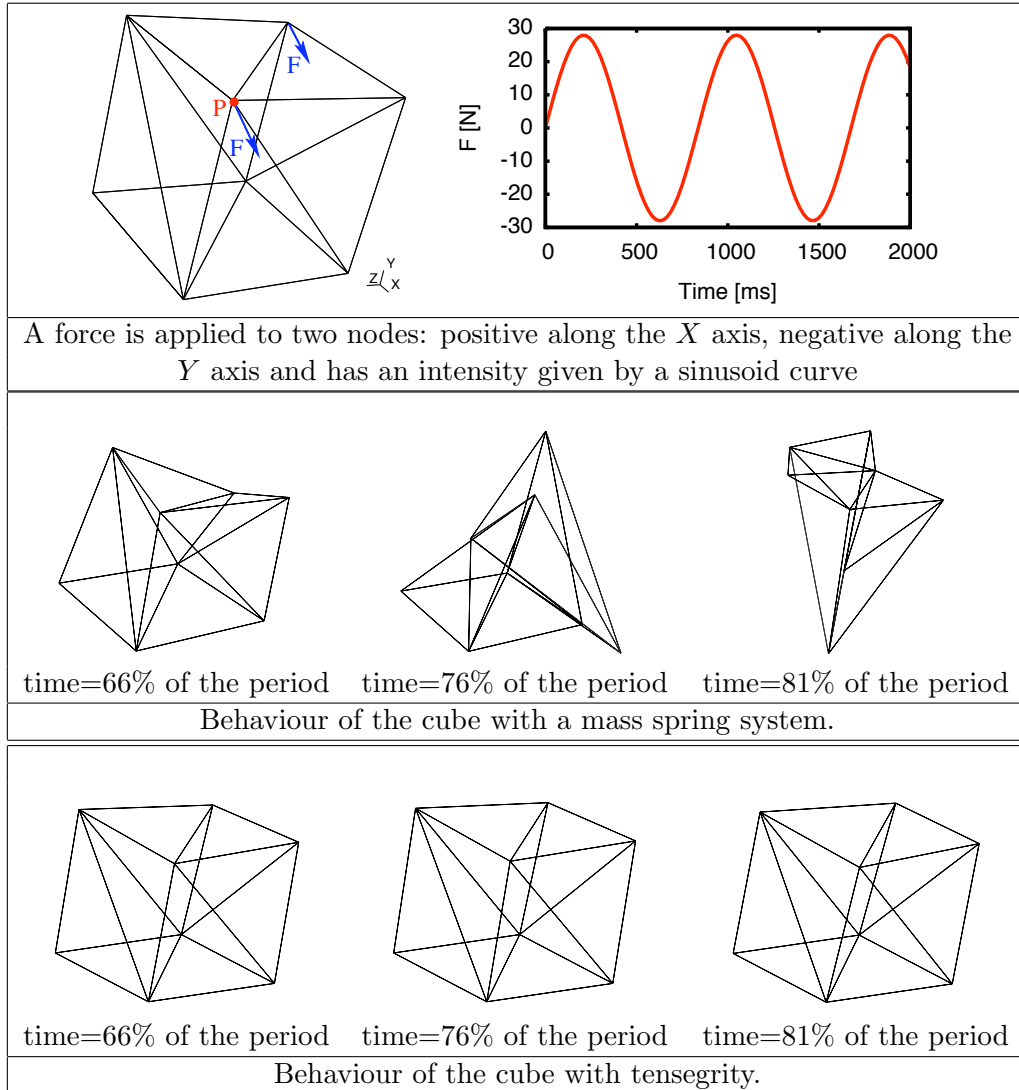 F
P
F
Y
Z
X
30
20
10
0
-10
-20
-30
F [N]
0 500 1000 1500 2000
Time [ms]
A force is applied to two nodes: positive along the X axis, negative along the
Y axis and has an intensity given by a sinusoid curve
time=66% of the period time=76% of the period time=81% of the period
Behaviour of the cube with a mass spring system.
time=66% of the period time=76% of the period time=81% of the period
Behaviour of the cube with tensegrity.